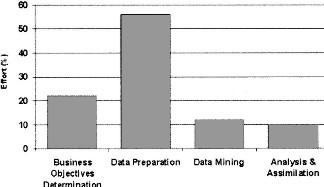 60
50
40
30
20
10
0
Effort (%)
Business Data Preparation Data Mining Analysis &
Objectives Assimilation
Determination